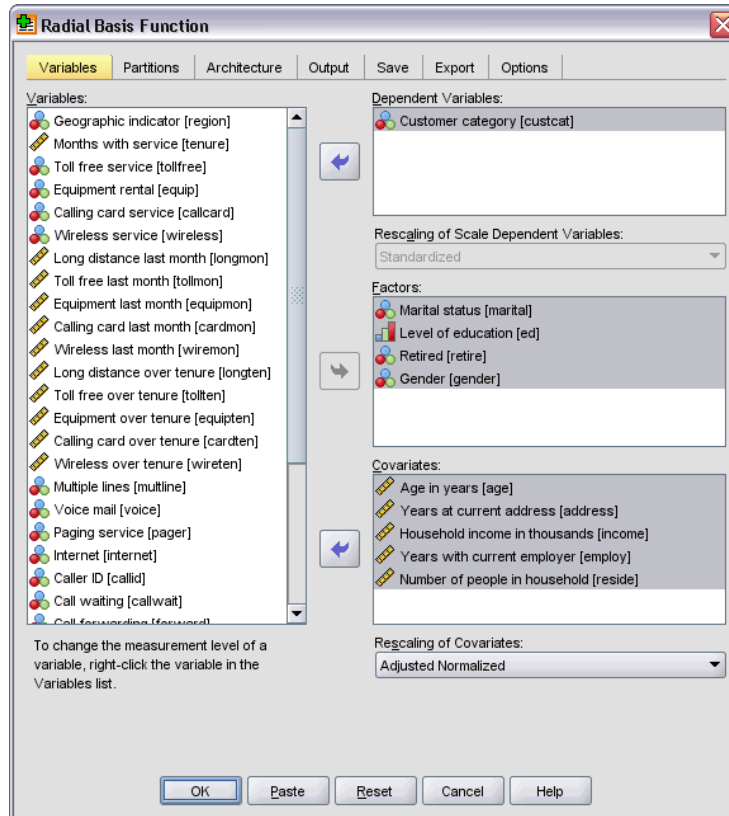 Radial Basis Function
Variables Partitions Architecture Output Save Export Options
Variables:
Geographic indicator [region]
Months with service [tenure]
Toll free service [tollfree]
Equipment rental [equip]
Calling card service [callcard]
Wireless service [wireless]
Long distance last month [longmon]
Toll free last month [tollmon]
Equipment last month [equipmon]
Calling card last month [cardmon]
Wireless last month [wiremon]
Long distance over tenure [longten]
Toll free over tenure [tollten]
Equipment over tenure [equipten]
Calling card over tenure [cardten]
Wireless over tenure [wireten]
Multiple lines [multline]
Voice mail [voice]
Paging service [pager]
Internet [internet]
Caller ID [callid]
Call waiting [callwait]
Call forwarding [forward]
To change the measurement level of a
variable, right-click the variable in the
Variables list.
Dependent Variables:
Customer category [custcat]
Rescaling of Scale Dependent Variables:
Standardized
Factors:
Marital status [marital]
Level of education [ed]
Retired [retire]
Gender [gender]
Covariates:
Age in years [age]
Years at current address [address]
Household income in thousands [income]
Years with current employer [employ]
Number of people in household [reside]
Rescaling of Covariates:
Adjusted Normalized
OK Paste Reset Cancel Help